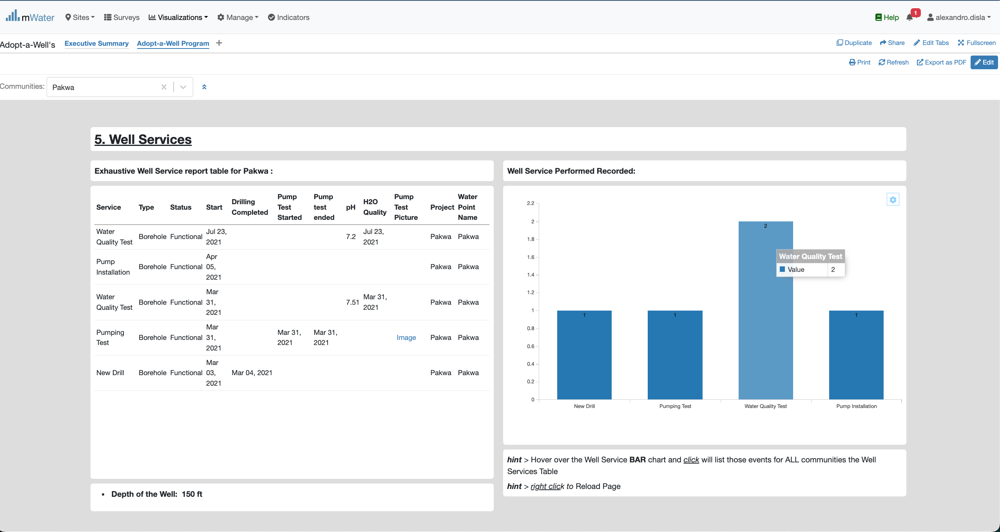 mWater Sites Surveys Visualizations Manage Indicators Help 1 alexandro.disla
Adopt-a-Well's Executive Summary Adopt-a-Well Program + Duplicate Share Edit Tabs Fullscreen
Print Refresh Export as PDF Edit
Communities: Pakwa
5. Well Services
Exhaustive Well Service report table for Pakwa :
Service Type Status Start Drilling Completed Pump Test Started Pump test ended pH H2O Quality Pump Test Picture Project Water Point Name
Water Quality Test Borehole Functional Jul 23, 2021 7.2 Jul 23, 2021 Pakwa Pakwa
Pump Installation Borehole Functional Apr 05, 2021 Pakwa Pakwa
Water Quality Test Borehole Functional Mar 31, 2021 7.51 Mar 31, 2021 Pakwa Pakwa
Pumping Test Borehole Functional Mar 31, 2021 Mar 31, 2021 Mar 31, 2021 Image Pakwa Pakwa
New Drill Borehole Functional Mar 03, 2021 Mar 04, 2021 Pakwa Pakwa
Depth of the Well: 150 ft
Well Service Performed Recorded:
2.2
2
1.8
1.6
1.4
1.2
1
0.8
0.6
0.4
0.2
0
1 1 2 1
Water Quality Test
Value 2
New Drill Pumping Test Water Quality Test Pump Installation
hint > Hover over the Well Service BAR chart and click will list those events for ALL communities the Well
Services Table
hint > right click to Reload Page